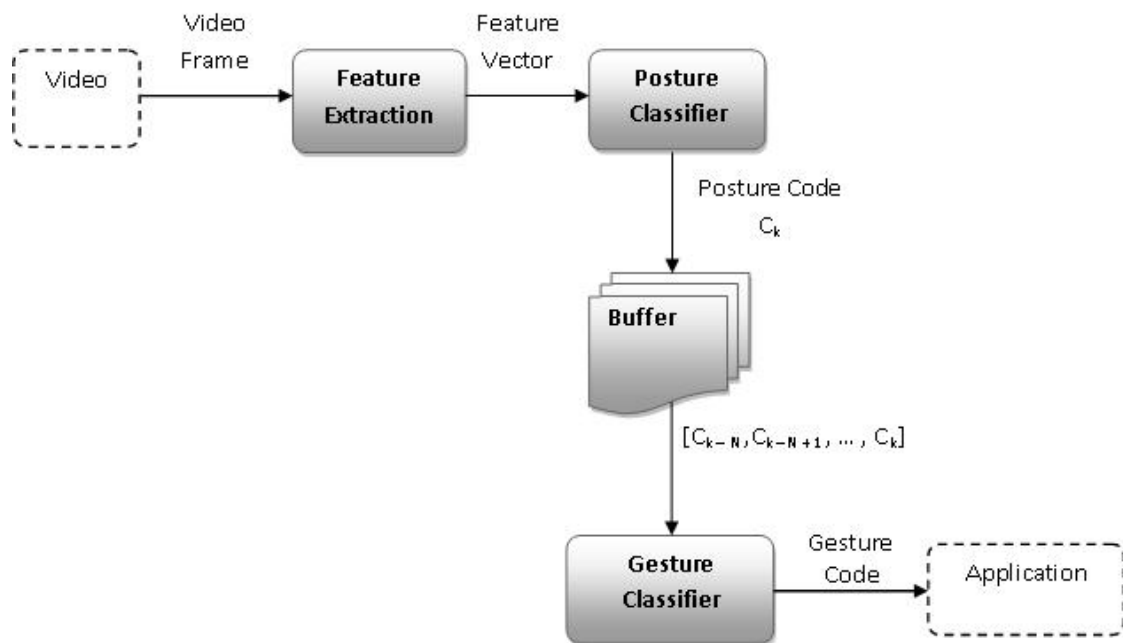 Video
Frame
Feature
Vector
Video
Feature
Extraction
Posture
Classifier
Posture Code
Cₖ
Buffer
[Cₖ₋N,Cₖ₋N₊₁, ... , Cₖ]
Gesture
Classifier
Gesture
Code
Application